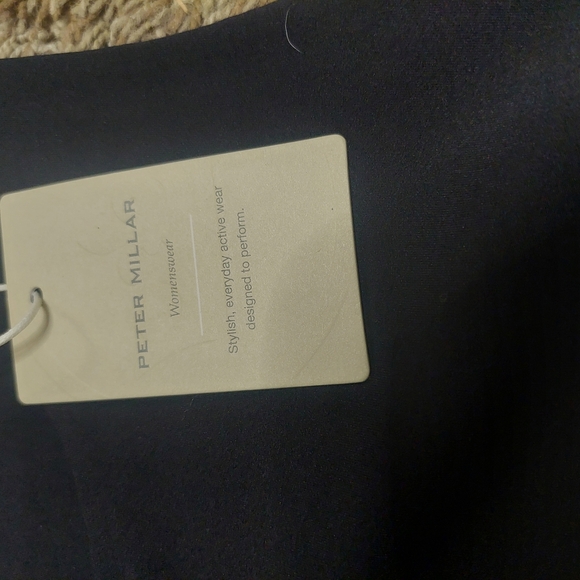 PETER MILLAR
Womenswear
Stylish, everyday active wear
designed to perform.